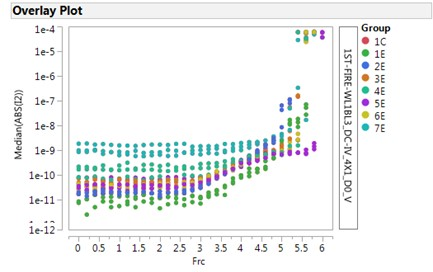 Overlay Plot
Median(ABS(I2))
1e-4
1e-5
1e-6
1e-7
1e-8
1e-9
1e-10
1e-11
1e-12
0 0.5 1 1.5 2 2.5 3 3.5 4 4.5 5 5.5 6
Frc
1ST-FIRE-WL1BL3_DC-IV_4X1_D0.V
Group
1C
1E
2E
3E
4E
5E
6E
7E